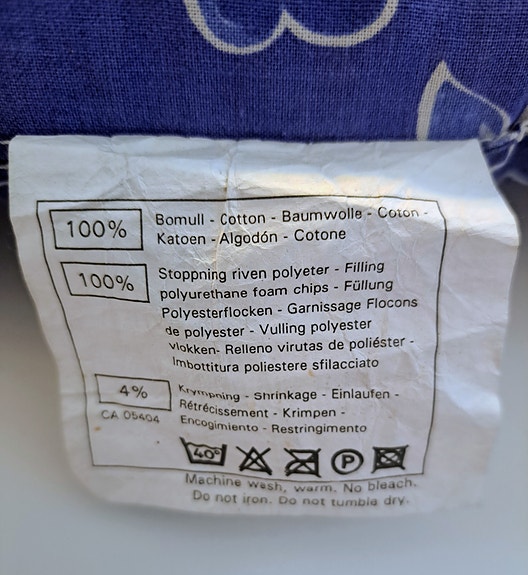 100%
Bomull - Cotton - Baumwolle - Coton -
Katoen - Algodón - Cotone
100%
Stoppning riven polyeter - Filling
polyurethane foam chips - Füllung
Polyesterflocken - Garnissage Flocons
de polyester - Vulling polyester
vlokken- Relleno virutas de poliéster -
Imbottitura poliestere sfilacciato
4%
CA 05404
Krympning - Shrinkage - Einlaufen -
Rétrécissement - Krimpen -
Encogimiento - Restringimento
40° P
Machine wash, warm. No bleach.
Do not iron. Do not tumble dry.